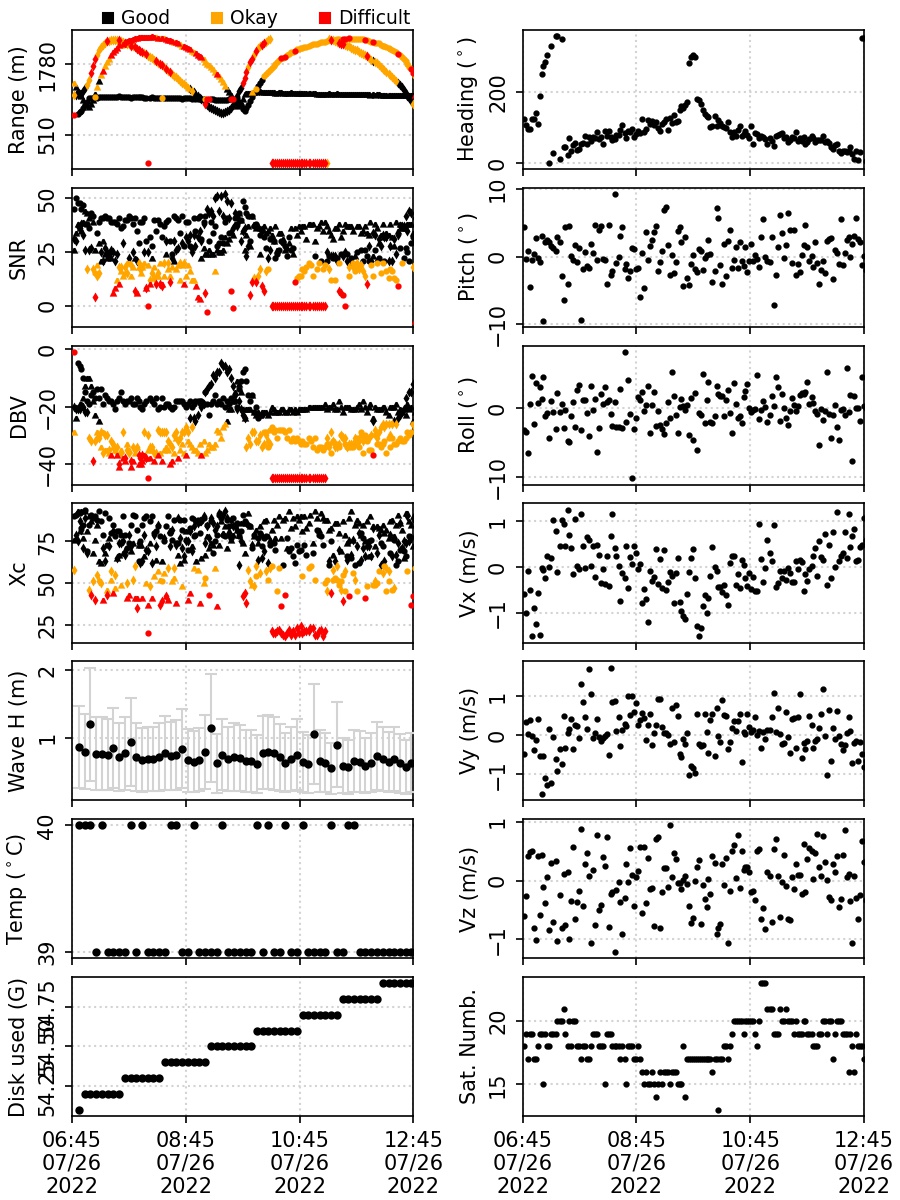 Good Okay Difficult
Range (m)
1780
510
Heading (°)
200
0
SNR
50
25
0
Pitch (°)
10
0
−10
DBV
0
−20
−40
Roll (°)
0
−10
Xc
75
50
25
Vx (m/s)
1
0
−1
Wave H (m)
2
1
Vy (m/s)
1
0
−1
Temp (°C)
40
39
Vz (m/s)
1
0
−1
Disk used (G)
54.75
54.50
54.25
Sat. Numb.
20
15
06:45 08:45 10:45 12:45 06:45 08:45 10:45 12:45
07/26 07/26 07/26 07/26 07/26 07/26 07/26 07/26
2022 2022 2022 2022 2022 2022 2022 2022